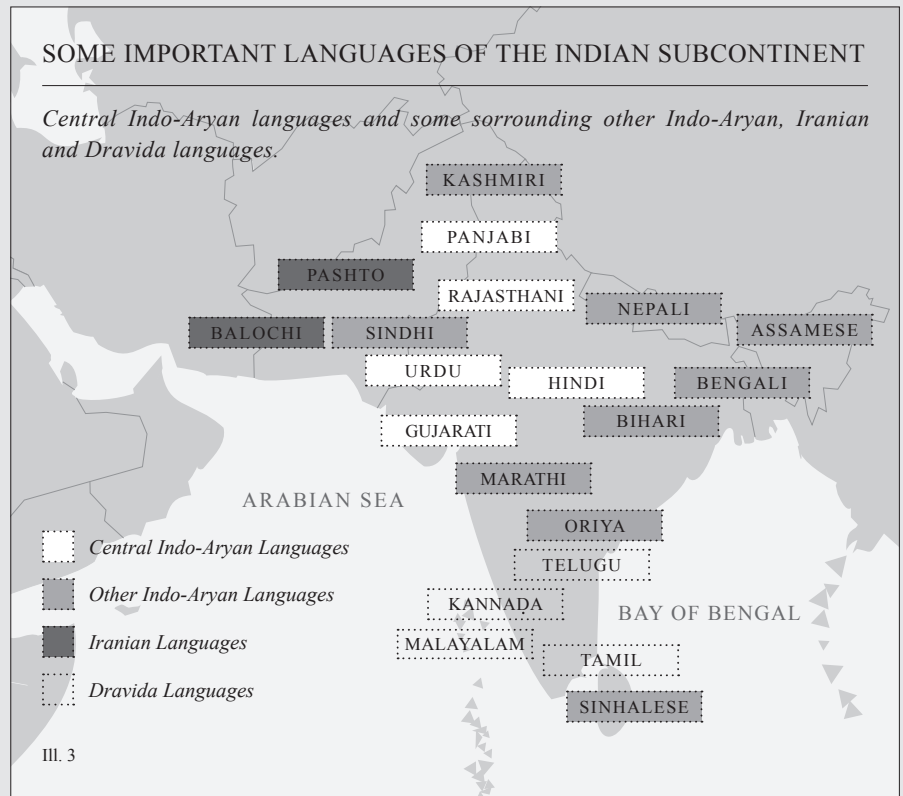 SOME IMPORTANT LANGUAGES OF THE INDIAN SUBCONTINENT
Central Indo-Aryan languages and some sorrounding other Indo-Aryan, Iranian
and Dravida languages.
KASHMIRI
PANJABI
PASHTO
RAJASTHANI
NEPALI
ASSAMESE
BALOCHI
SINDHI
URDU
HINDI
BENGALI
BIHARI
GUJARATI
MARATHI
ARABIAN SEA
ORIYA
Central Indo-Aryan Languages
TELUGU
Other Indo-Aryan Languages
KANNADA
BAY OF BENGAL
Iranian Languages
MALAYALAM
TAMIL
Dravida Languages
SINHALESE
Ill. 3